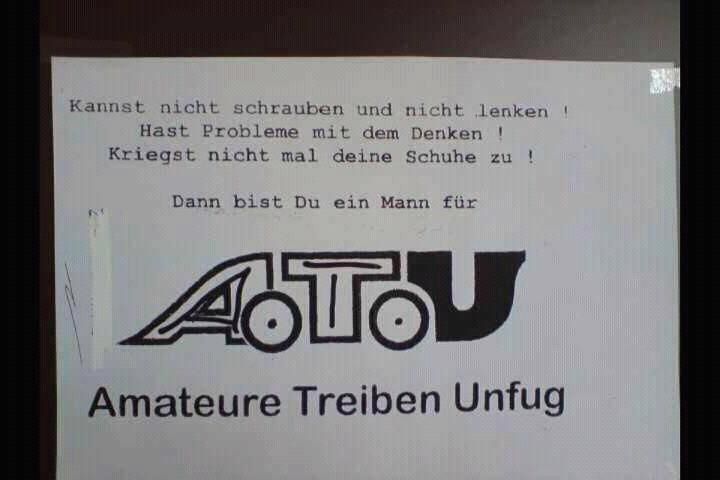 Kannst nicht schrauben und nicht lenken !
Hast Probleme mit dem Denken !
Kriegst nicht mal deine Schuhe zu !
Dann bist Du ein Mann für
A.T.U
Amateure Treiben Unfug